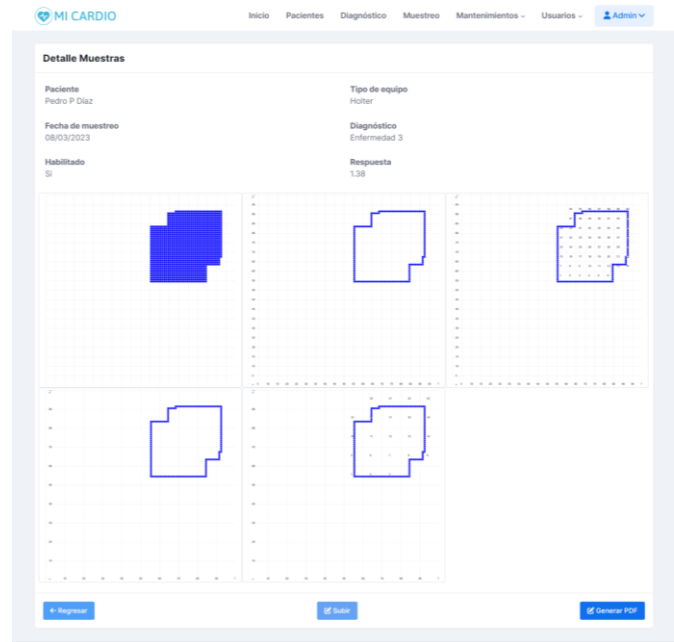 MI CARDIO
Inicio Pacientes Diagnóstico Muestreo Mantenimientos Usuarios Admin
Detalle Muestras
Paciente
Pedro P Díaz
Tipo de equipo
Holter
Fecha de muestreo
08/03/2023
Diagnóstico
Enfermedad 3
Habilitado
Si
Respuesta
1.38
Regresar
Subir
Generar PDF